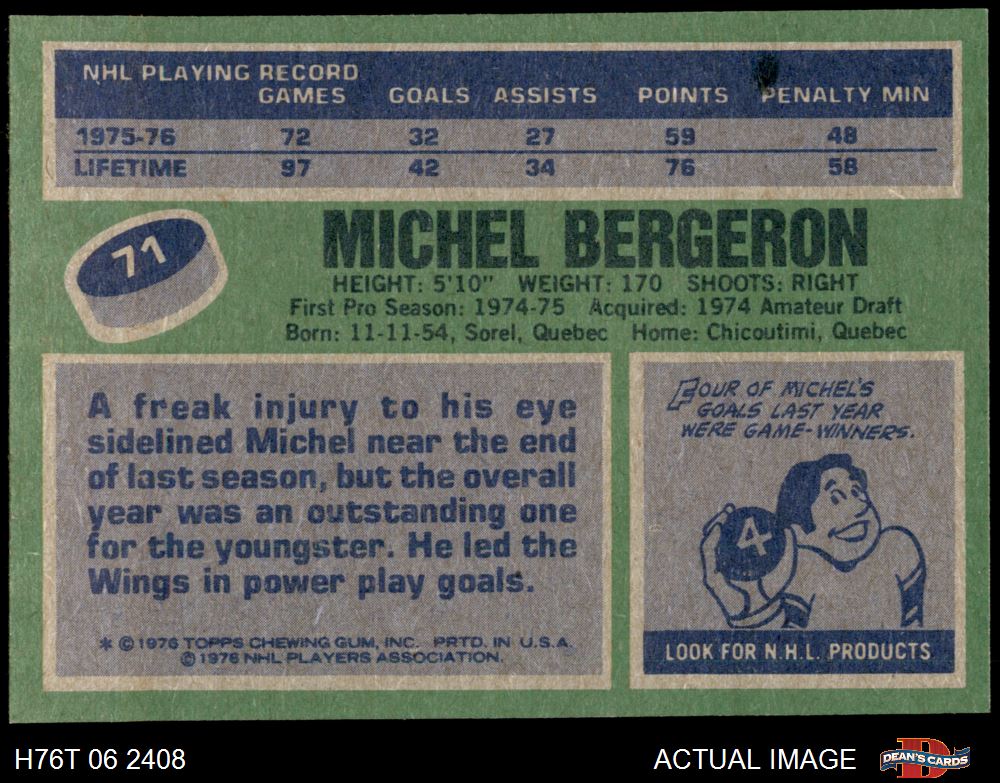 NHL PLAYING RECORD
GAMES GOALS ASSISTS POINTS PENALTY MIN
1975-76 72 32 27 59 48
LIFETIME 97 42 34 76 58
71
MICHEL BERGERON
HEIGHT: 5'10" WEIGHT: 170 SHOOTS: RIGHT
First Pro Season: 1974-75 Acquired: 1974 Amateur Draft
Born: 11-11-54, Sorel, Quebec Home: Chicoutimi, Quebec
A freak injury to his eye
sidelined Michel near the end
of last season, but the overall
year was an outstanding one
for the youngster. He led the
Wings in power play goals.
* © 1976 TOPPS CHEWING GUM, INC. PRTD. IN U.S.A.
© 1976 NHL PLAYERS ASSOCIATION.
FOUR OF MICHEL'S
GOALS LAST YEAR
WERE GAME-WINNERS.
4
LOOK FOR N.H.L. PRODUCTS
H76T 06 2408 ACTUAL IMAGE
DEAN'S CARDS